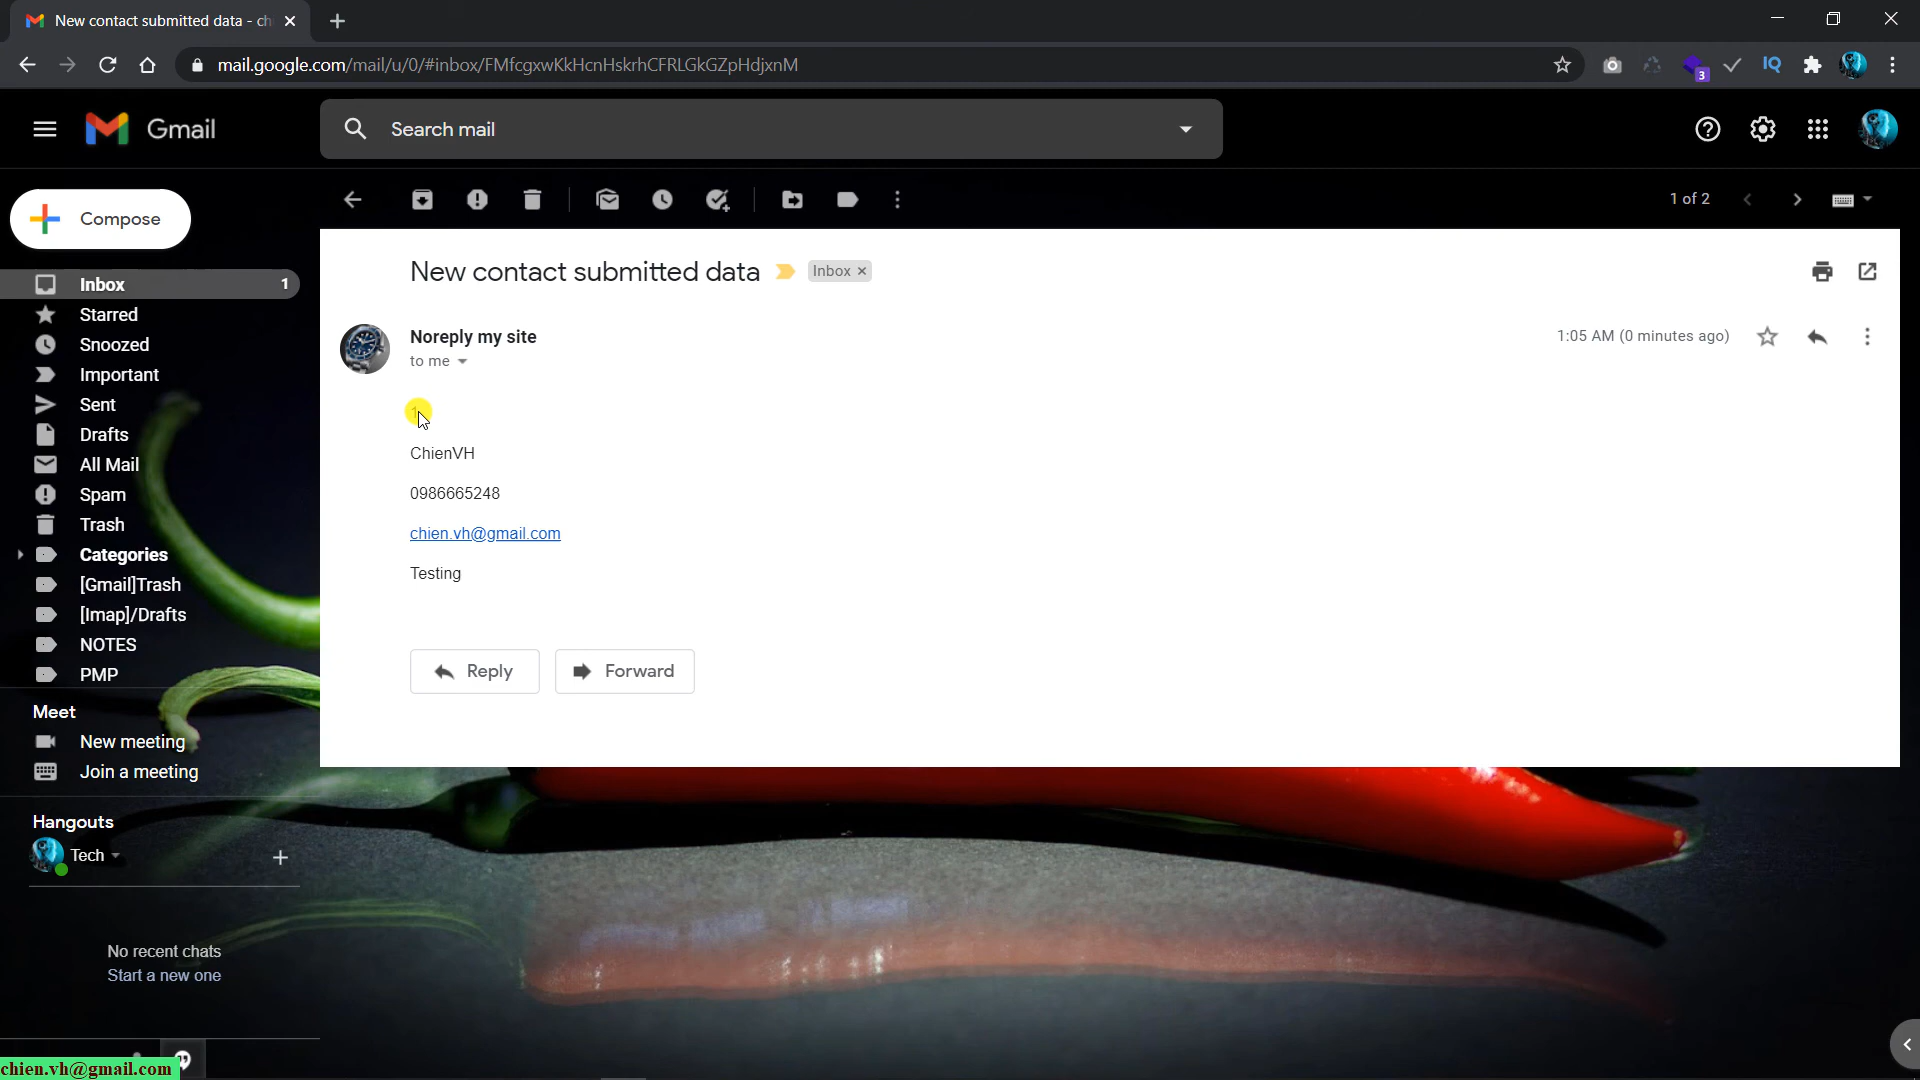 New contact submitted data - ch
mail.google.com/mail/u/0/#inbox/FMfcgxwKkHcnHskrhCFRLGkGZpHdjxnM
3
IQ
Gmail
Search mail
Compose
1 of 2
Inbox 1
Starred
Snoozed
Important
Sent
Drafts
All Mail
Spam
Trash
Categories
[Gmail]Trash
[Imap]/Drafts
NOTES
PMP
Meet
New meeting
Join a meeting
Hangouts
Tech
No recent chats
Start a new one
New contact submitted data Inbox ×
Noreply my site
1:05 AM (0 minutes ago)
to me
ChienVH
0986665248
chien.vh@gmail.com
Testing
Reply
Forward
chien.vh@gmail.com